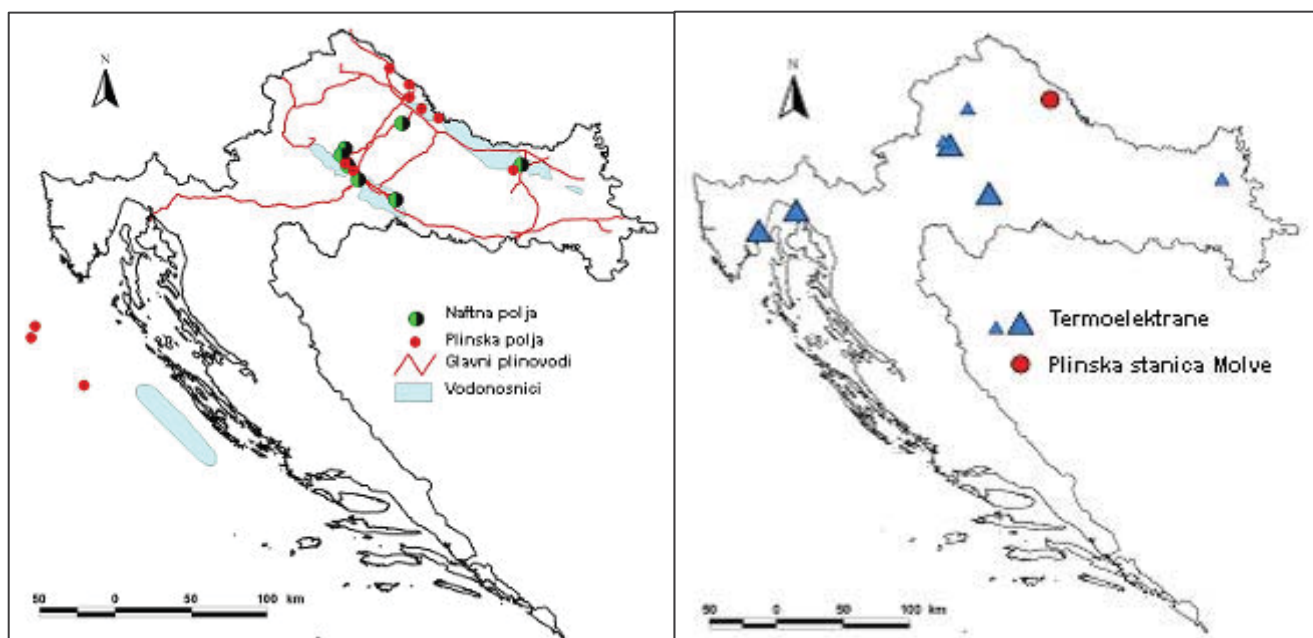 N
Naftna polja
Plinska polja
Glavni plinovodi
Vodonosnici
50 0 50 100 km
N
Termoelektrane
Plinska stanica Molve
50 0 50 100 km